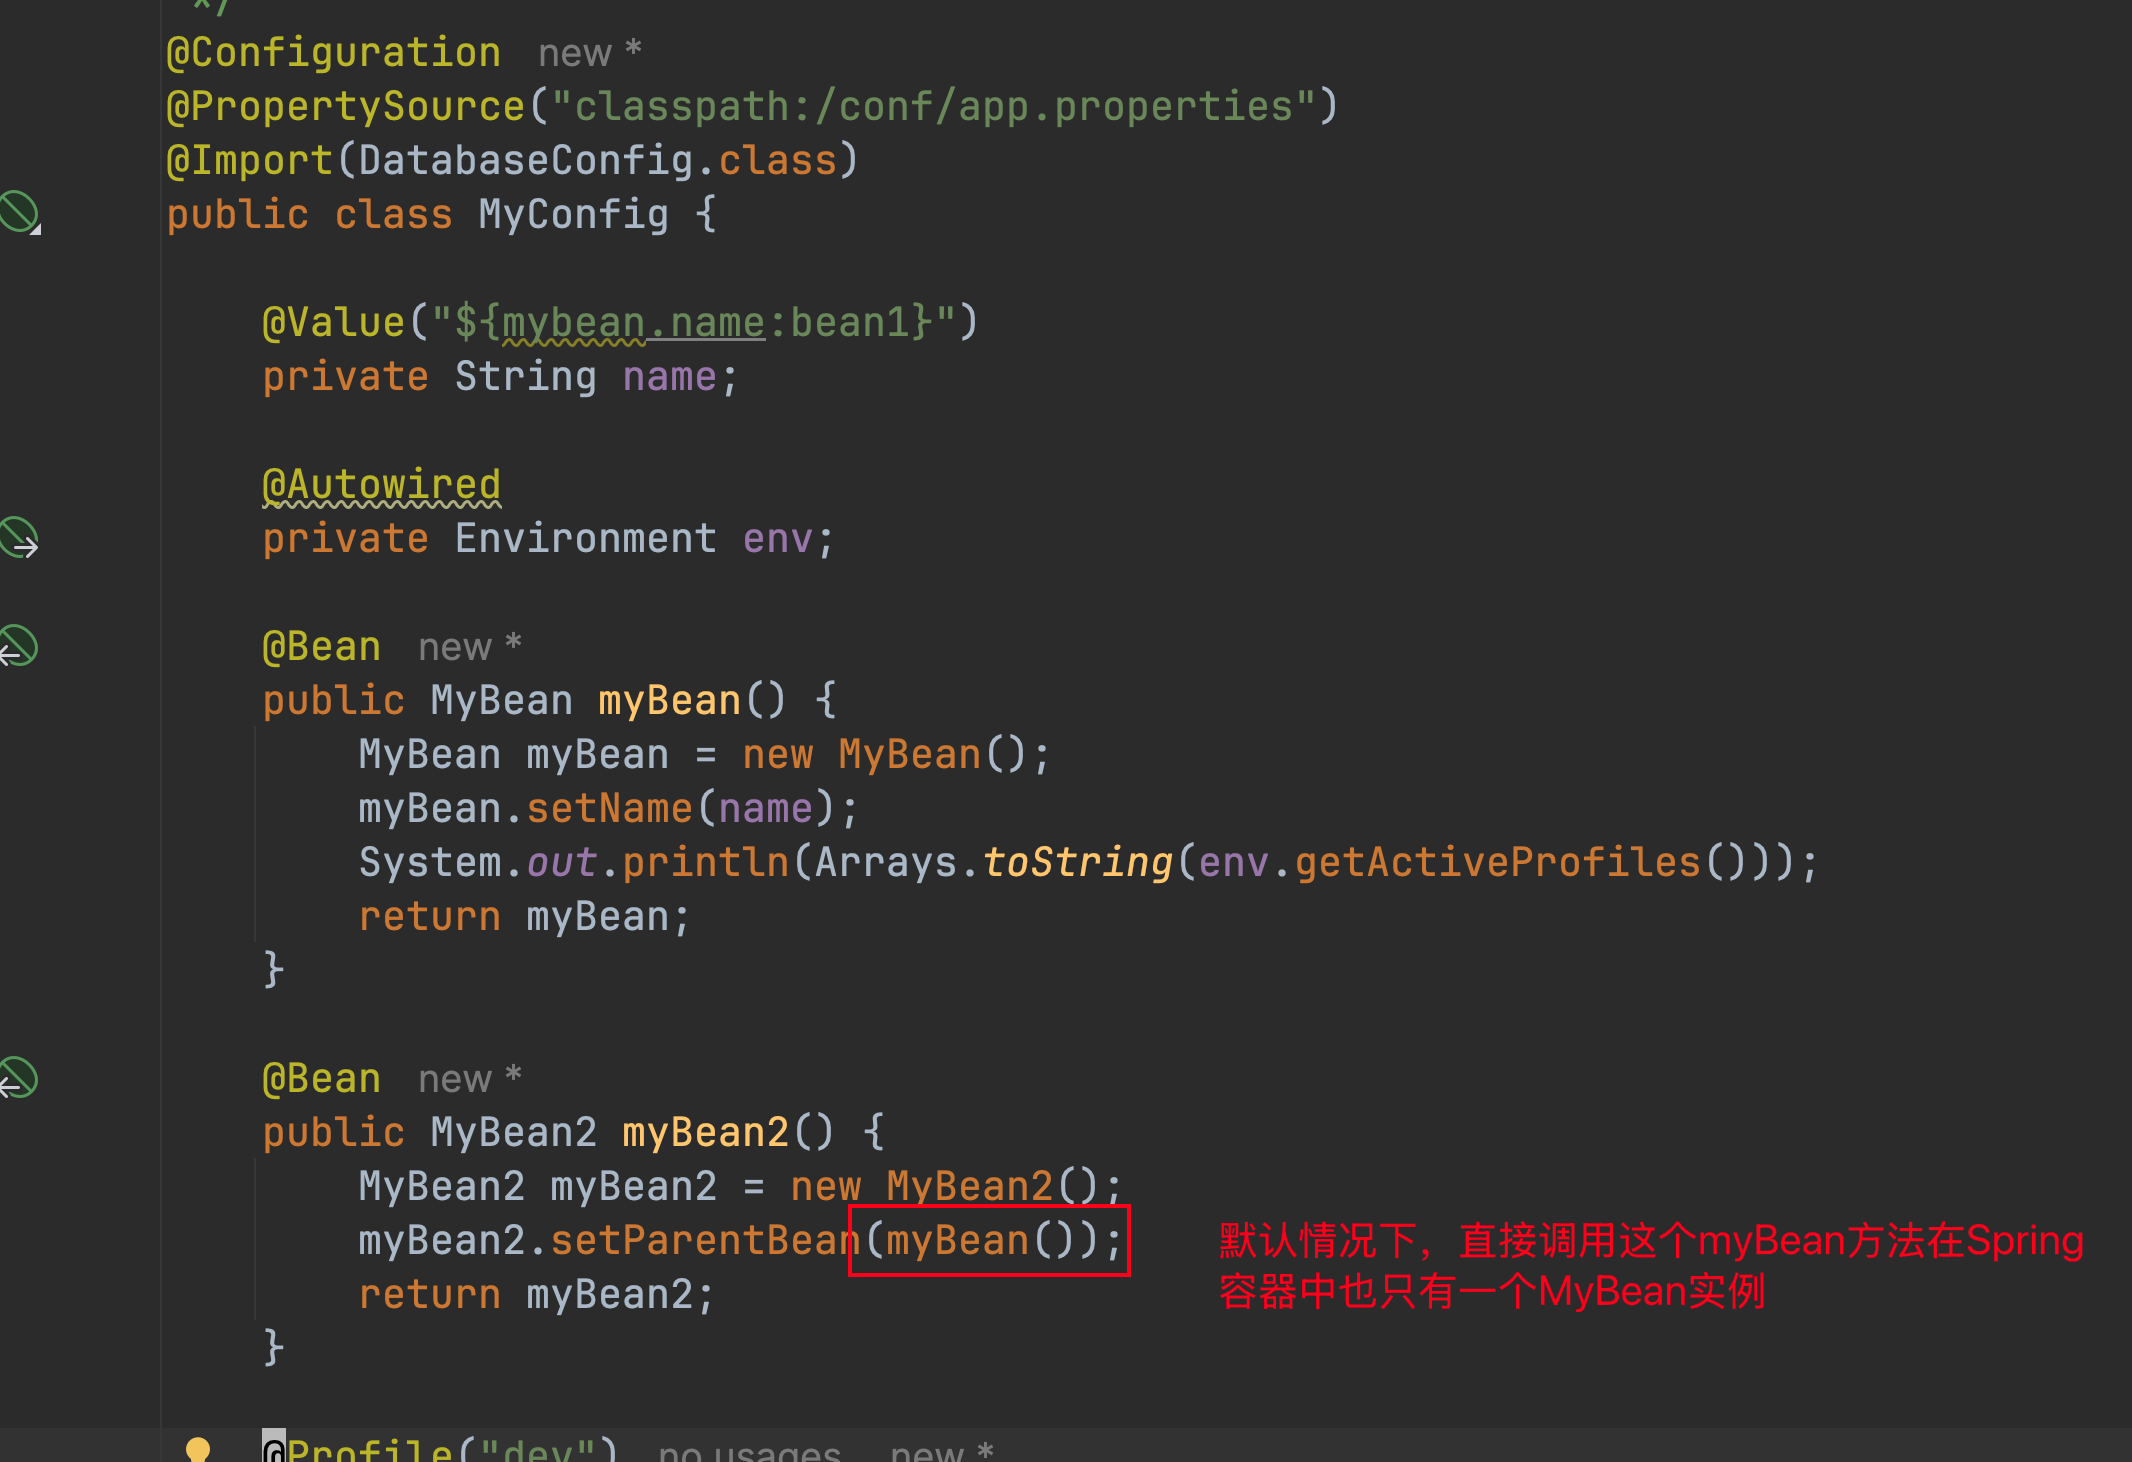 */
@Configuration new *
@PropertySource("classpath:/conf/app.properties")
@Import(DatabaseConfig.class)
public class MyConfig {
@Value("${mybean.name:bean1}")
private String name;
@Autowired
private Environment env;
@Bean new *
public MyBean myBean() {
MyBean myBean = new MyBean();
myBean.setName(name);
System.out.println(Arrays.toString(env.getActiveProfiles()));
return myBean;
}
@Bean new *
public MyBean2 myBean2() {
MyBean2 myBean2 = new MyBean2();
myBean2.setParentBean(myBean());
默认情况下，直接调用这个myBean方法在Spring
容器中也只有一个MyBean实例
return myBean2;
}
@Profile("dev") no usages new *